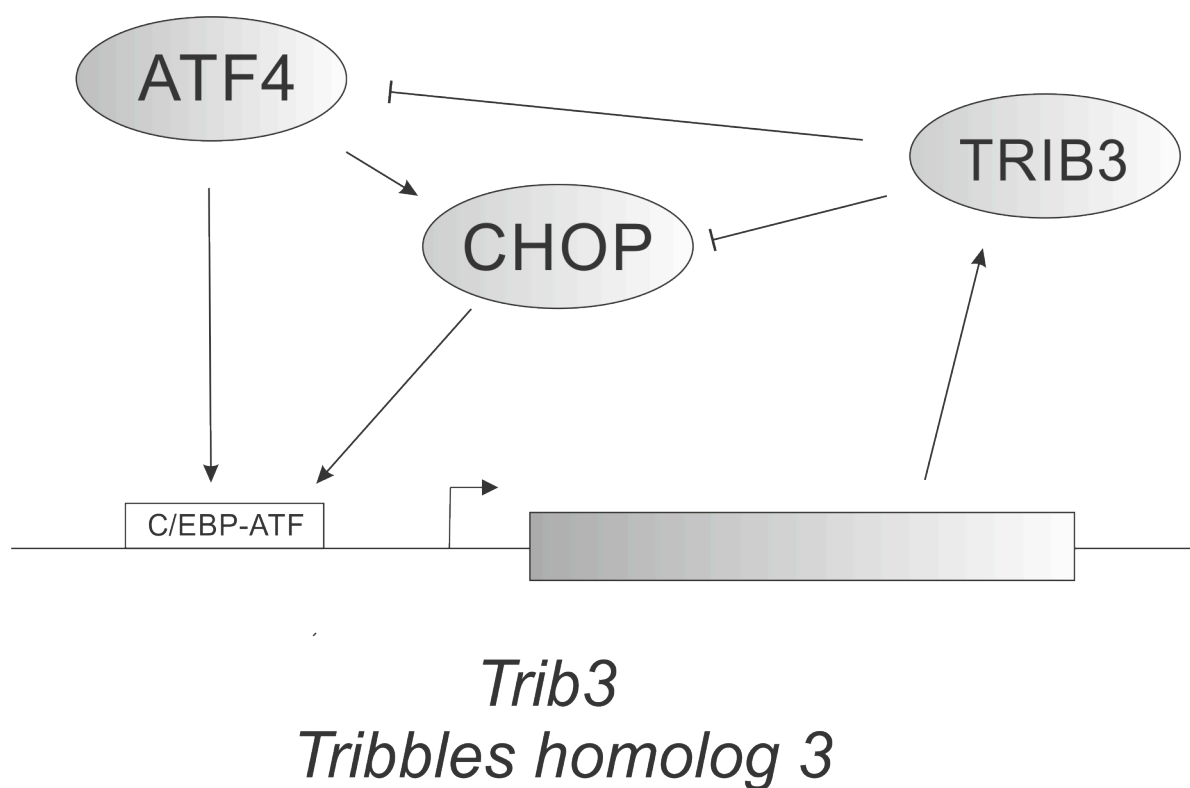 ATF4
TRIB3
CHOP
C/EBP-ATF
Trib3
Tribbles homolog 3